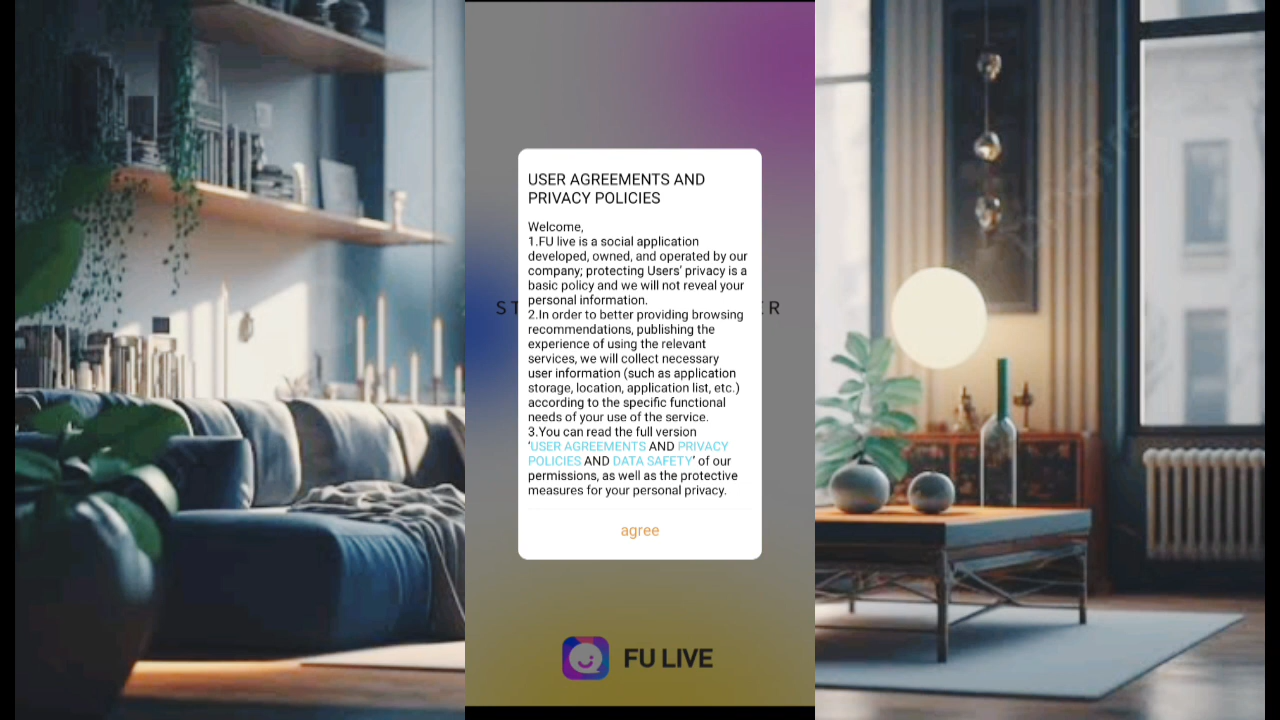 USER AGREEMENTS AND
PRIVACY POLICIES
Welcome,
1.FU live is a social application
developed, owned, and operated by our
company; protecting Users' privacy is a
basic policy and we will not reveal your
personal information.
2.In order to better providing browsing
recommendations, publishing the
experience of using the relevant
services, we will collect necessary
user information (such as application
storage, location, application list, etc.)
according to the specific functional
needs of your use of the service.
3.You can read the full version
'USER AGREEMENTS AND PRIVACY
POLICIES AND DATA SAFETY' of our
permissions, as well as the protective
measures for your personal privacy.
agree
FU LIVE